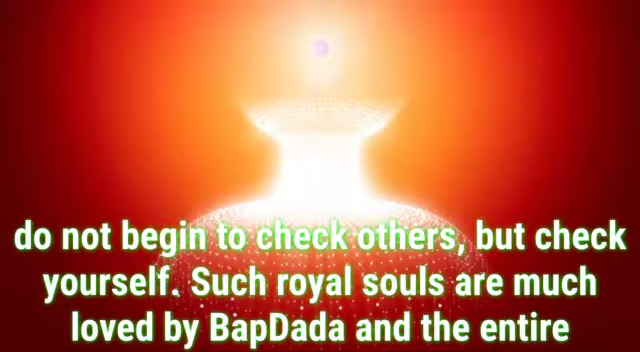 do not begin to check others, but check
yourself. Such royal souls are much
loved by BapDada and the entire